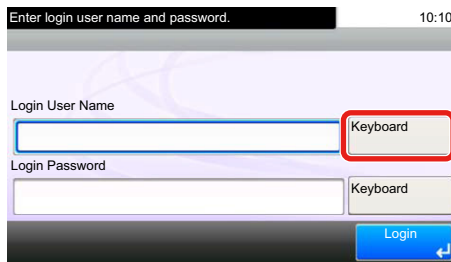 Enter login user name and password. 10:10
Login User Name
Keyboard
Login Password
Keyboard
Login